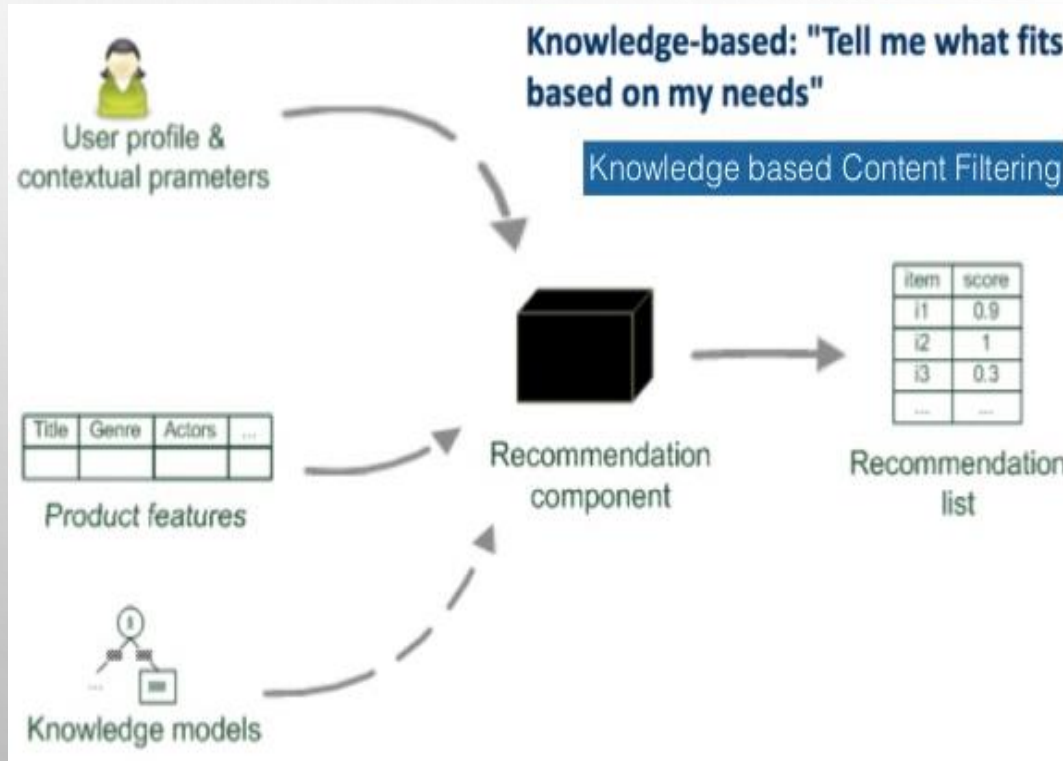 Knowledge-based: "Tell me what fits
based on my needs"
Knowledge based Content Filtering
User profile &
contextual prameters
item score
i1 0.9
i2 1
i3 0.3
... ...
Title Genre Actors ...
Product features
Recommendation
component
Recommendation
list
...
Knowledge models